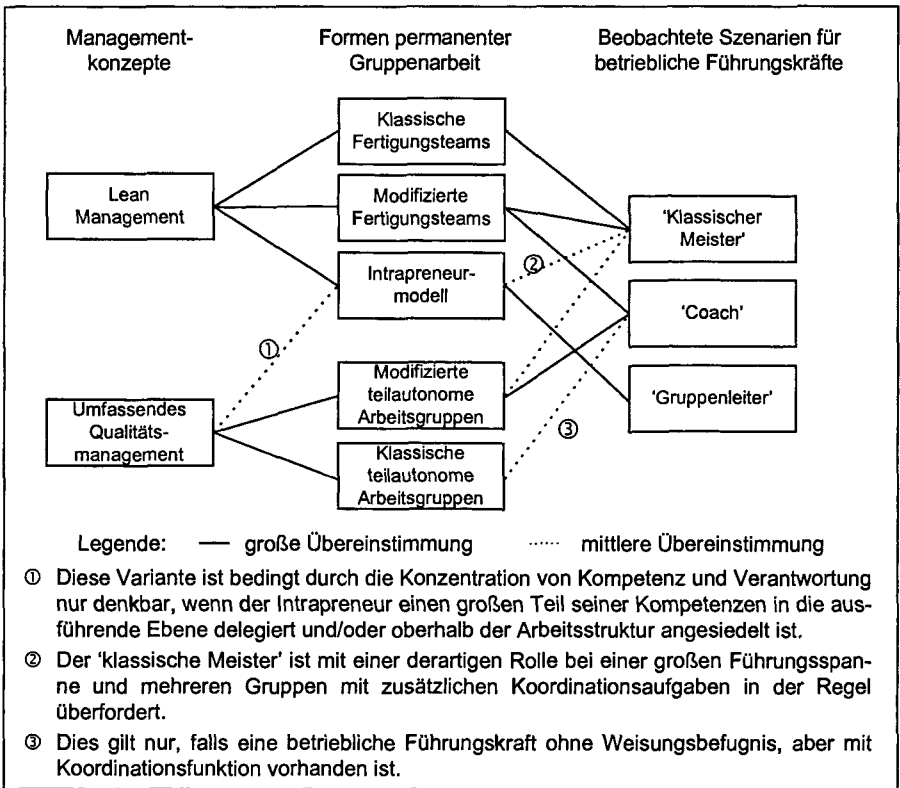 Management-
konzepte
Formen permanenter
Gruppenarbeit
Beobachtete Szenarien für
betriebliche Führungskräfte
Klassische
Fertigungsteams
Lean
Management
Modifizierte
Fertigungsteams
'Klassischer
Meister'
②
Intrapreneur-
modell
'Coach'
①
Modifizierte
teilautonome
Arbeitsgruppen
'Gruppenleiter'
Umfassendes
Qualitäts-
management
③
Klassische
teilautonome
Arbeitsgruppen
Legende: — große Übereinstimmung ...... mittlere Übereinstimmung
① Diese Variante ist bedingt durch die Konzentration von Kompetenz und Verantwortung
nur denkbar, wenn der Intrapreneur einen großen Teil seiner Kompetenzen in die aus-
führende Ebene delegiert und/oder oberhalb der Arbeitsstruktur angesiedelt ist.
② Der 'klassische Meister' ist mit einer derartigen Rolle bei einer großen Führungsspan-
ne und mehreren Gruppen mit zusätzlichen Koordinationsaufgaben in der Regel
überfordert.
③ Dies gilt nur, falls eine betriebliche Führungskraft ohne Weisungsbefugnis, aber mit
Koordinationsfunktion vorhanden ist.